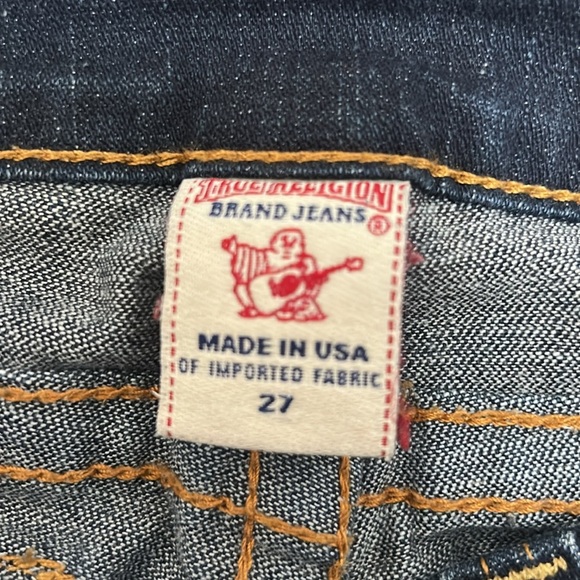 TRUE RELIGION
BRAND JEANS
®
MADE IN USA
OF IMPORTED FABRIC
27